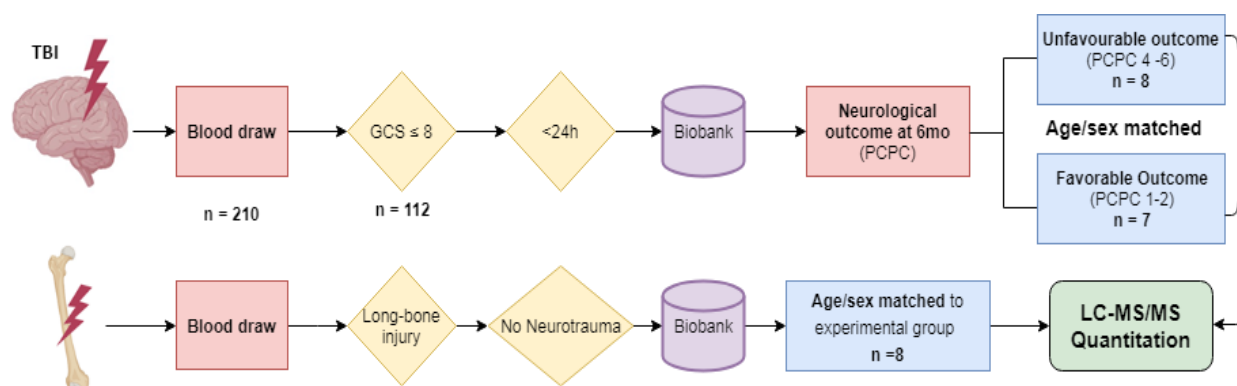 TBI
Blood draw
n = 210
GCS ≤ 8
n = 112
<24h
Biobank
Neurological
outcome at 6mo
(PCPC)
Unfavourable outcome
(PCPC 4 -6)
n = 8
Age/sex matched
Favorable Outcome
(PCPC 1-2)
n = 7
Blood draw
Long-bone
injury
No Neurotrauma
Biobank
Age/sex matched to
experimental group
n =8
LC-MS/MS
Quantitation